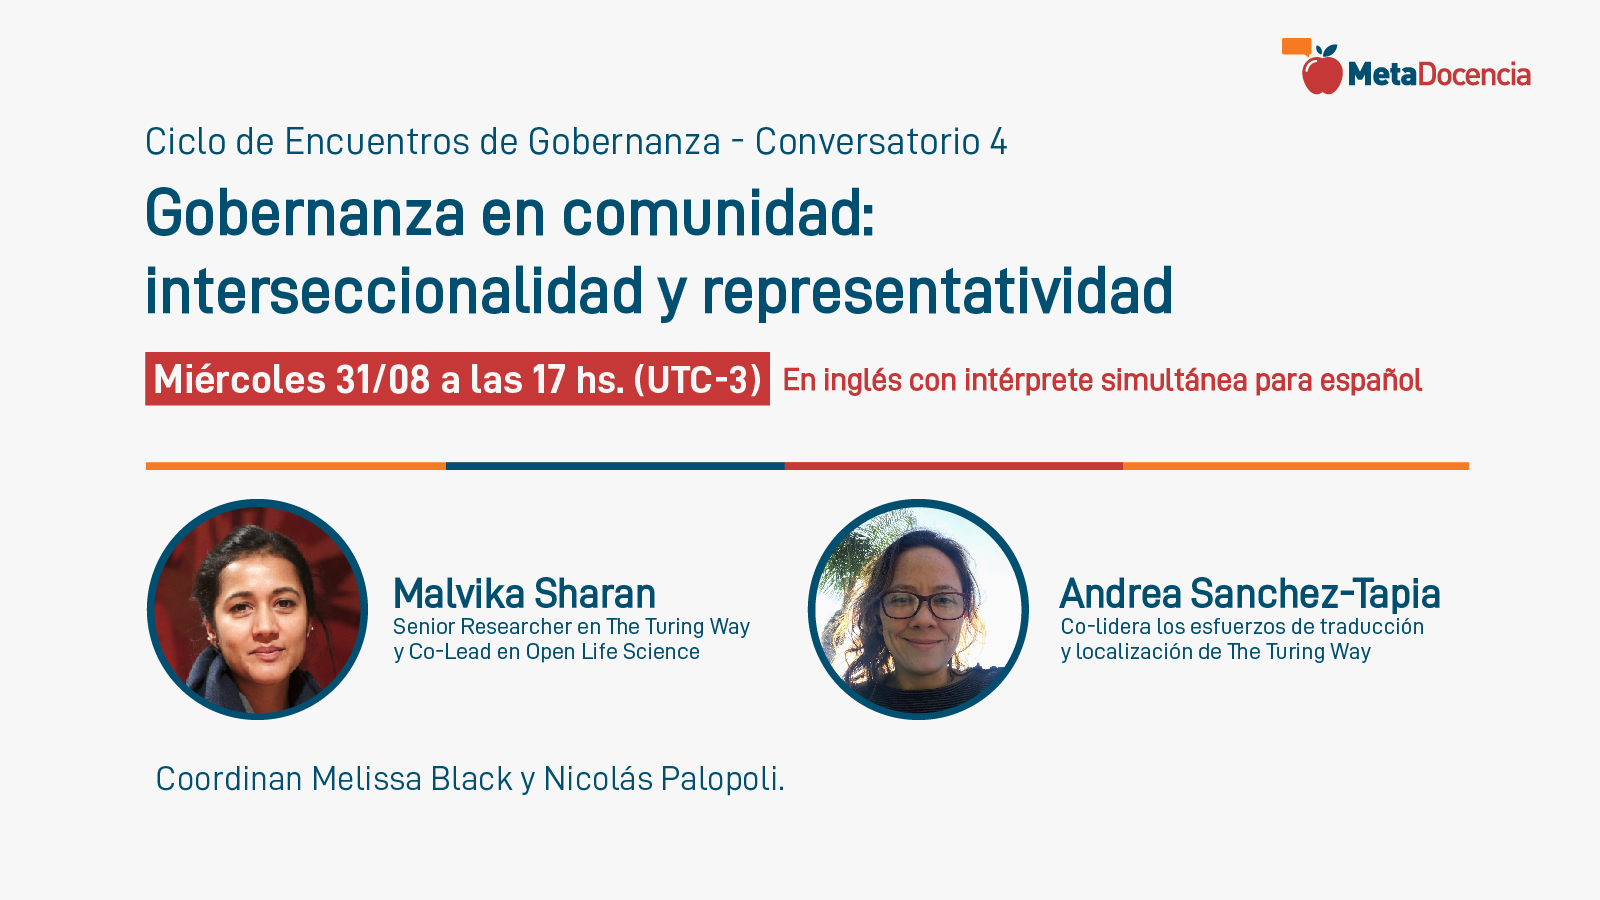 MetaDocencia
Ciclo de Encuentros de Gobernanza - Conversatorio 4
Gobernanza en comunidad:
interseccionalidad y representatividad
Miércoles 31/08 a las 17 hs. (UTC-3)
En inglés con intérprete simultánea para español
Malvika Sharan
Senior Researcher en The Turing Way
y Co-Lead en Open Life Science
Andrea Sanchez-Tapia
Co-lidera los esfuerzos de traducción
y localización de The Turing Way
Coordinan Melissa Black y Nicolás Palopoli.